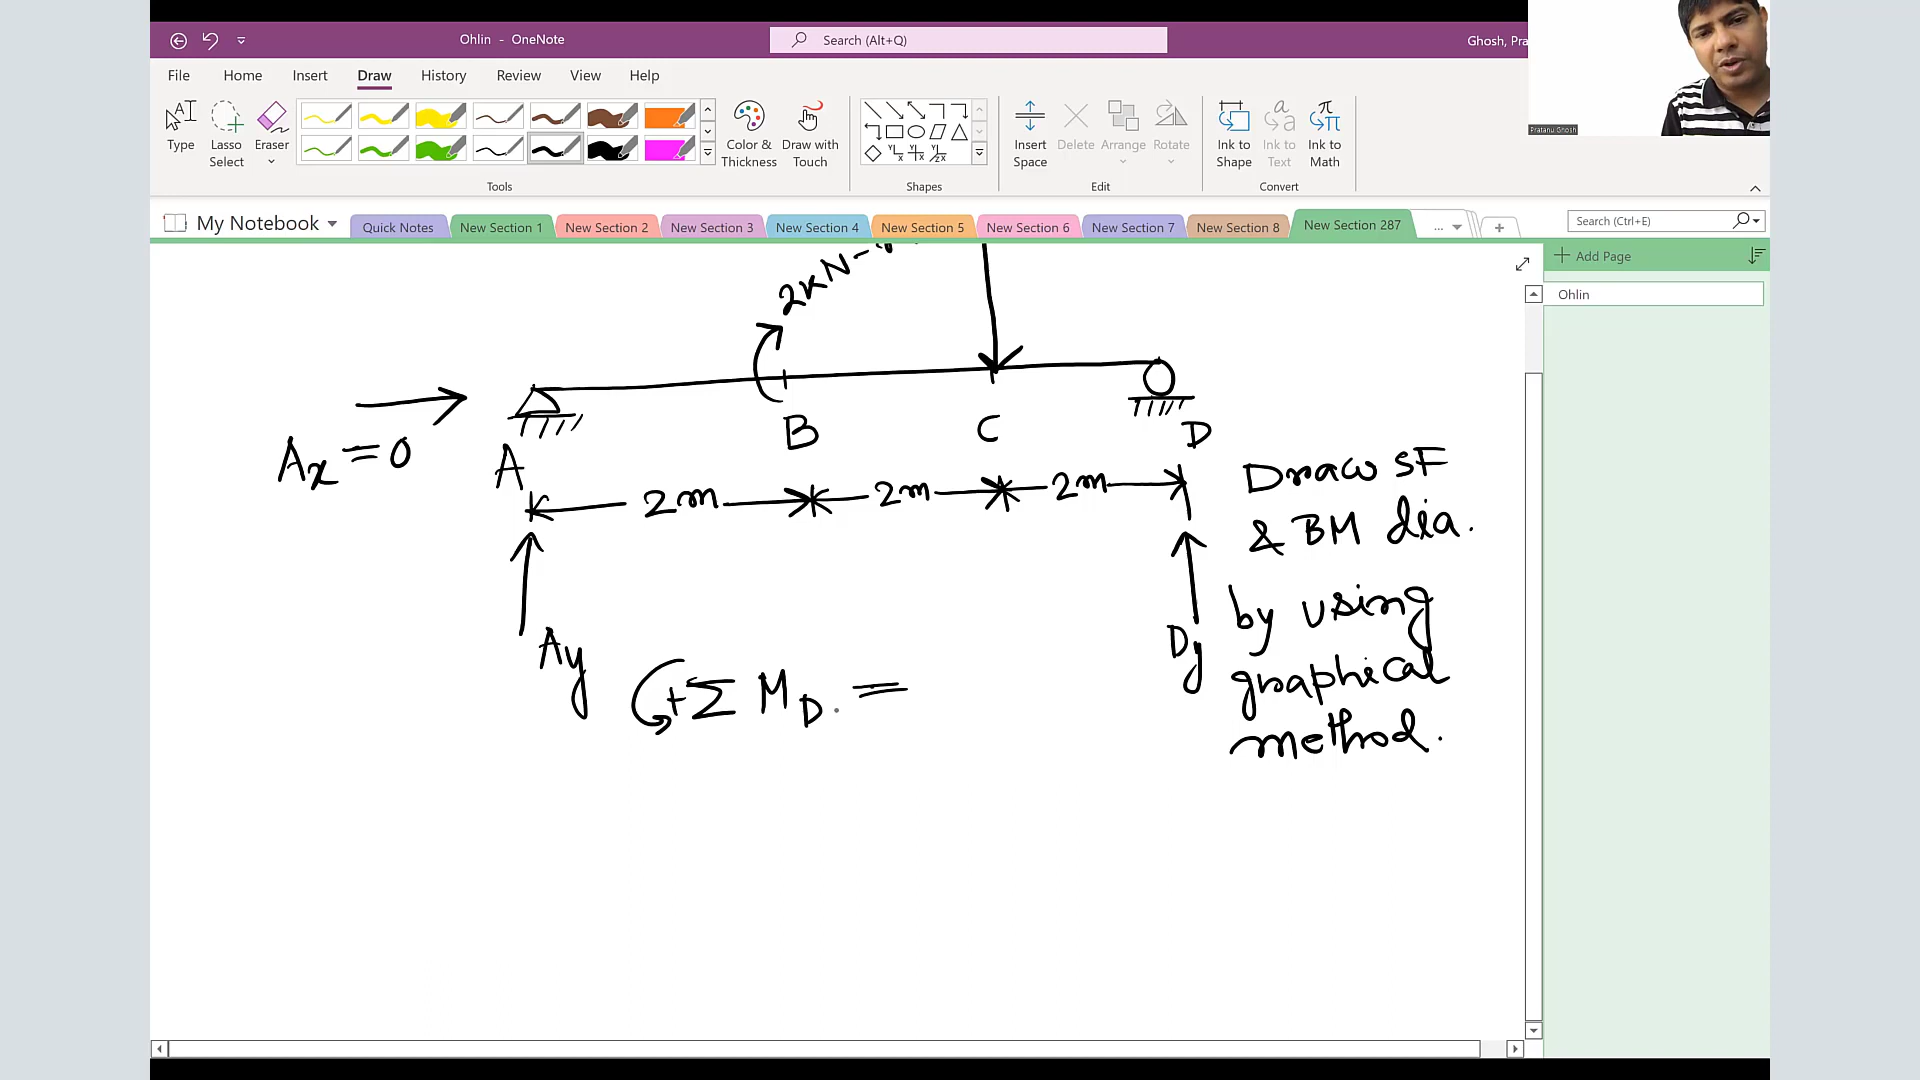 Ohlin - OneNote
Search (Alt+Q)
Ghosh, Pra
File Home Insert Draw History Review View Help
Type
Lasso Select
Eraser
Color & Thickness
Draw with Touch
Insert Space
Delete
Arrange
Rotate
Ink to Shape
Ink to Text
Ink to Math
Tools
Shapes
Edit
Convert
Pratanu Ghosh
My Notebook
Quick Notes
New Section 1
New Section 2
New Section 3
New Section 4
New Section 5
New Section 6
New Section 7
New Section 8
New Section 287
...
Search (Ctrl+E)
Add Page
Ohlin
2kN-
Ax = 0
A
B
C
D
2m
2m
2m
Ay
Dy
+Σ MD =
Draw SF
& BM dia.
by using
graphical
method.